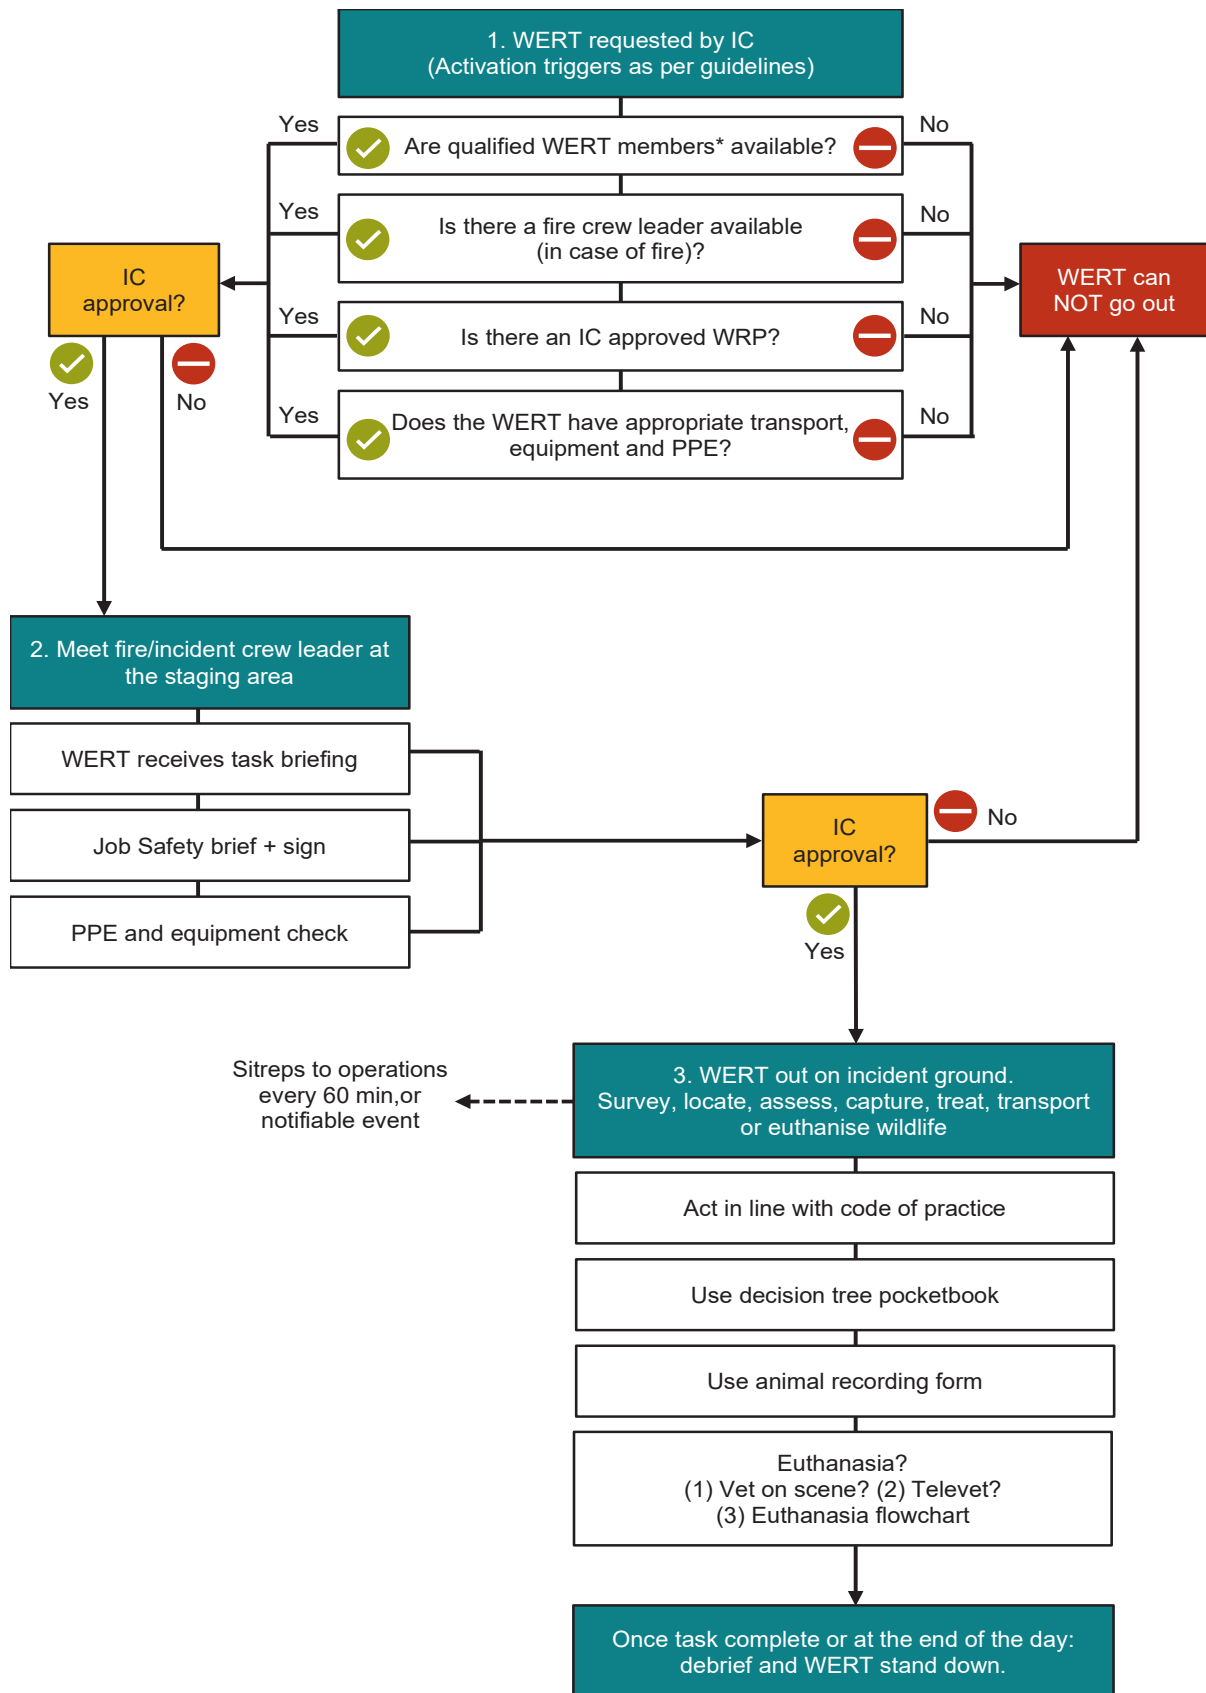 1. WERT requested by IC
(Activation triggers as per guidelines)
Yes
Are qualified WERT members* available?
No
Yes
Is there a fire crew leader available
(in case of fire)?
No
IC
approval?
WERT can
NOT go out
Yes
Is there an IC approved WRP?
No
Yes
No
Yes
Does the WERT have appropriate transport,
equipment and PPE?
No
2. Meet fire/incident crew leader at
the staging area
WERT receives task briefing
Job Safety brief + sign
PPE and equipment check
IC
approval?
No
Yes
Sitreps to operations
every 60 min,or
notifiable event
3. WERT out on incident ground.
Survey, locate, assess, capture, treat, transport
or euthanise wildlife
Act in line with code of practice
Use decision tree pocketbook
Use animal recording form
Euthanasia?
(1) Vet on scene? (2) Televet?
(3) Euthanasia flowchart
Once task complete or at the end of the day:
debrief and WERT stand down.